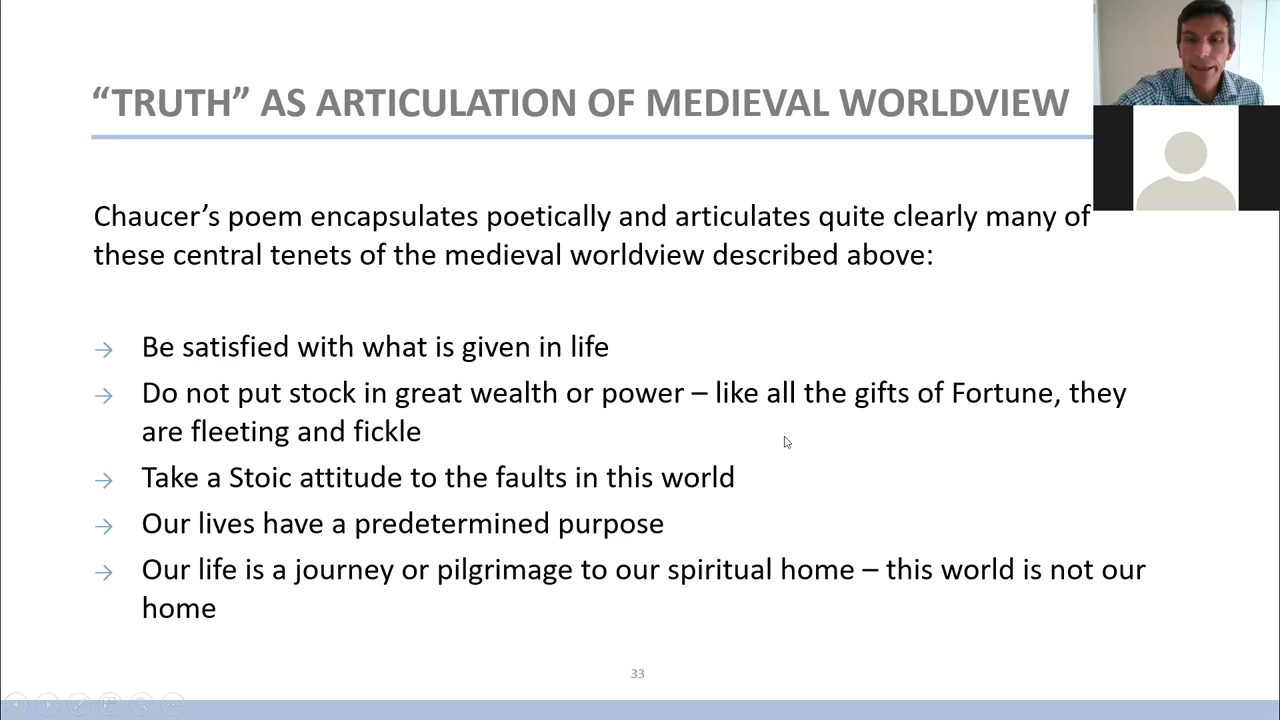 “TRUTH” AS ARTICULATION OF MEDIEVAL WORLDVIEW
Chaucer’s poem encapsulates poetically and articulates quite clearly many of
these central tenets of the medieval worldview described above:
→ Be satisfied with what is given in life
→ Do not put stock in great wealth or power – like all the gifts of Fortune, they
are fleeting and fickle
→ Take a Stoic attitude to the faults in this world
→ Our lives have a predetermined purpose
→ Our life is a journey or pilgrimage to our spiritual home – this world is not our
home
33